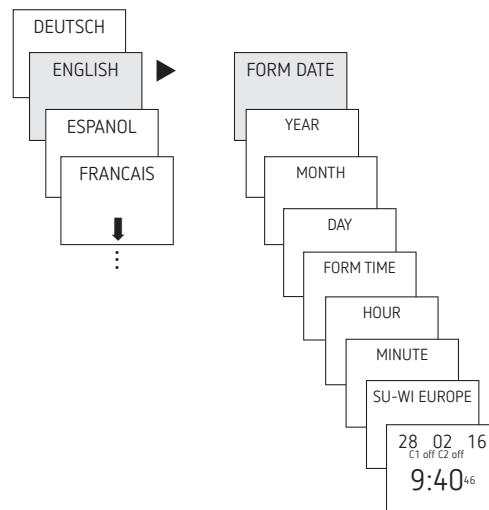 DEUTSCH
ENGLISH
ESPANOL
FRANCAIS
FORM DATE
YEAR
MONTH
DAY
FORM TIME
HOUR
MINUTE
SU-WI EUROPE
28 02 16
C1 off C2 off
9:40 46